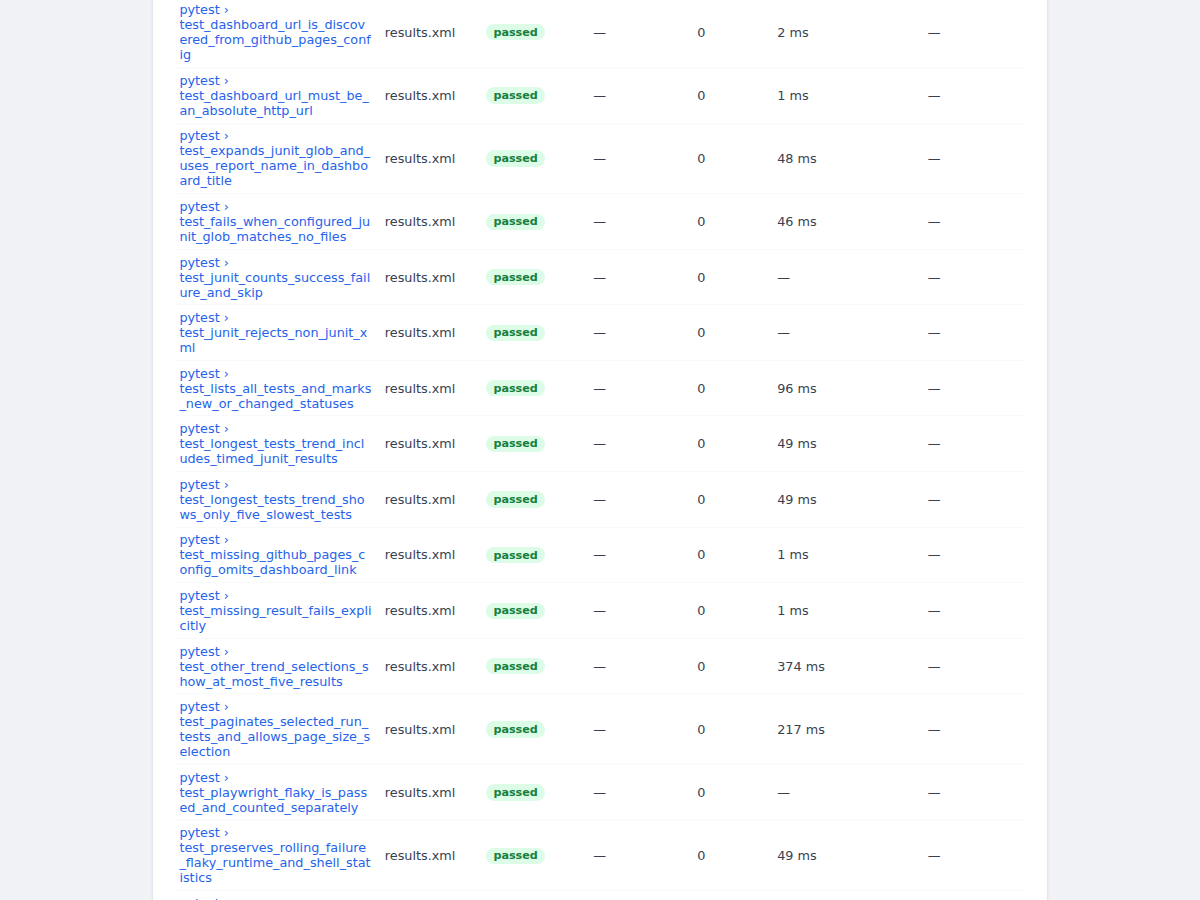 pytest ›
test_dashboard_url_is_discov
ered_from_github_pages_conf
ig
results.xml passed — 0 2 ms —
pytest ›
test_dashboard_url_must_be_
an_absolute_http_url
results.xml passed — 0 1 ms —
pytest ›
test_expands_junit_glob_and_
uses_report_name_in_dashbo
ard_title
results.xml passed — 0 48 ms —
pytest ›
test_fails_when_configured_ju
nit_glob_matches_no_files
results.xml passed — 0 46 ms —
pytest ›
test_junit_counts_success_fail
ure_and_skip
results.xml passed — 0 — —
pytest ›
test_junit_rejects_non_junit_x
ml
results.xml passed — 0 — —
pytest ›
test_lists_all_tests_and_marks
_new_or_changed_statuses
results.xml passed — 0 96 ms —
pytest ›
test_longest_tests_trend_incl
udes_timed_junit_results
results.xml passed — 0 49 ms —
pytest ›
test_longest_tests_trend_sho
ws_only_five_slowest_tests
results.xml passed — 0 49 ms —
pytest ›
test_missing_github_pages_c
onfig_omits_dashboard_link
results.xml passed — 0 1 ms —
pytest ›
test_missing_result_fails_expli
citly
results.xml passed — 0 1 ms —
pytest ›
test_other_trend_selections_s
how_at_most_five_results
results.xml passed — 0 374 ms —
pytest ›
test_paginates_selected_run_
tests_and_allows_page_size_s
election
results.xml passed — 0 217 ms —
pytest ›
test_playwright_flaky_is_pass
ed_and_counted_separately
results.xml passed — 0 — —
pytest ›
test_preserves_rolling_failure
_flaky_runtime_and_shell_stat
istics
results.xml passed — 0 49 ms —